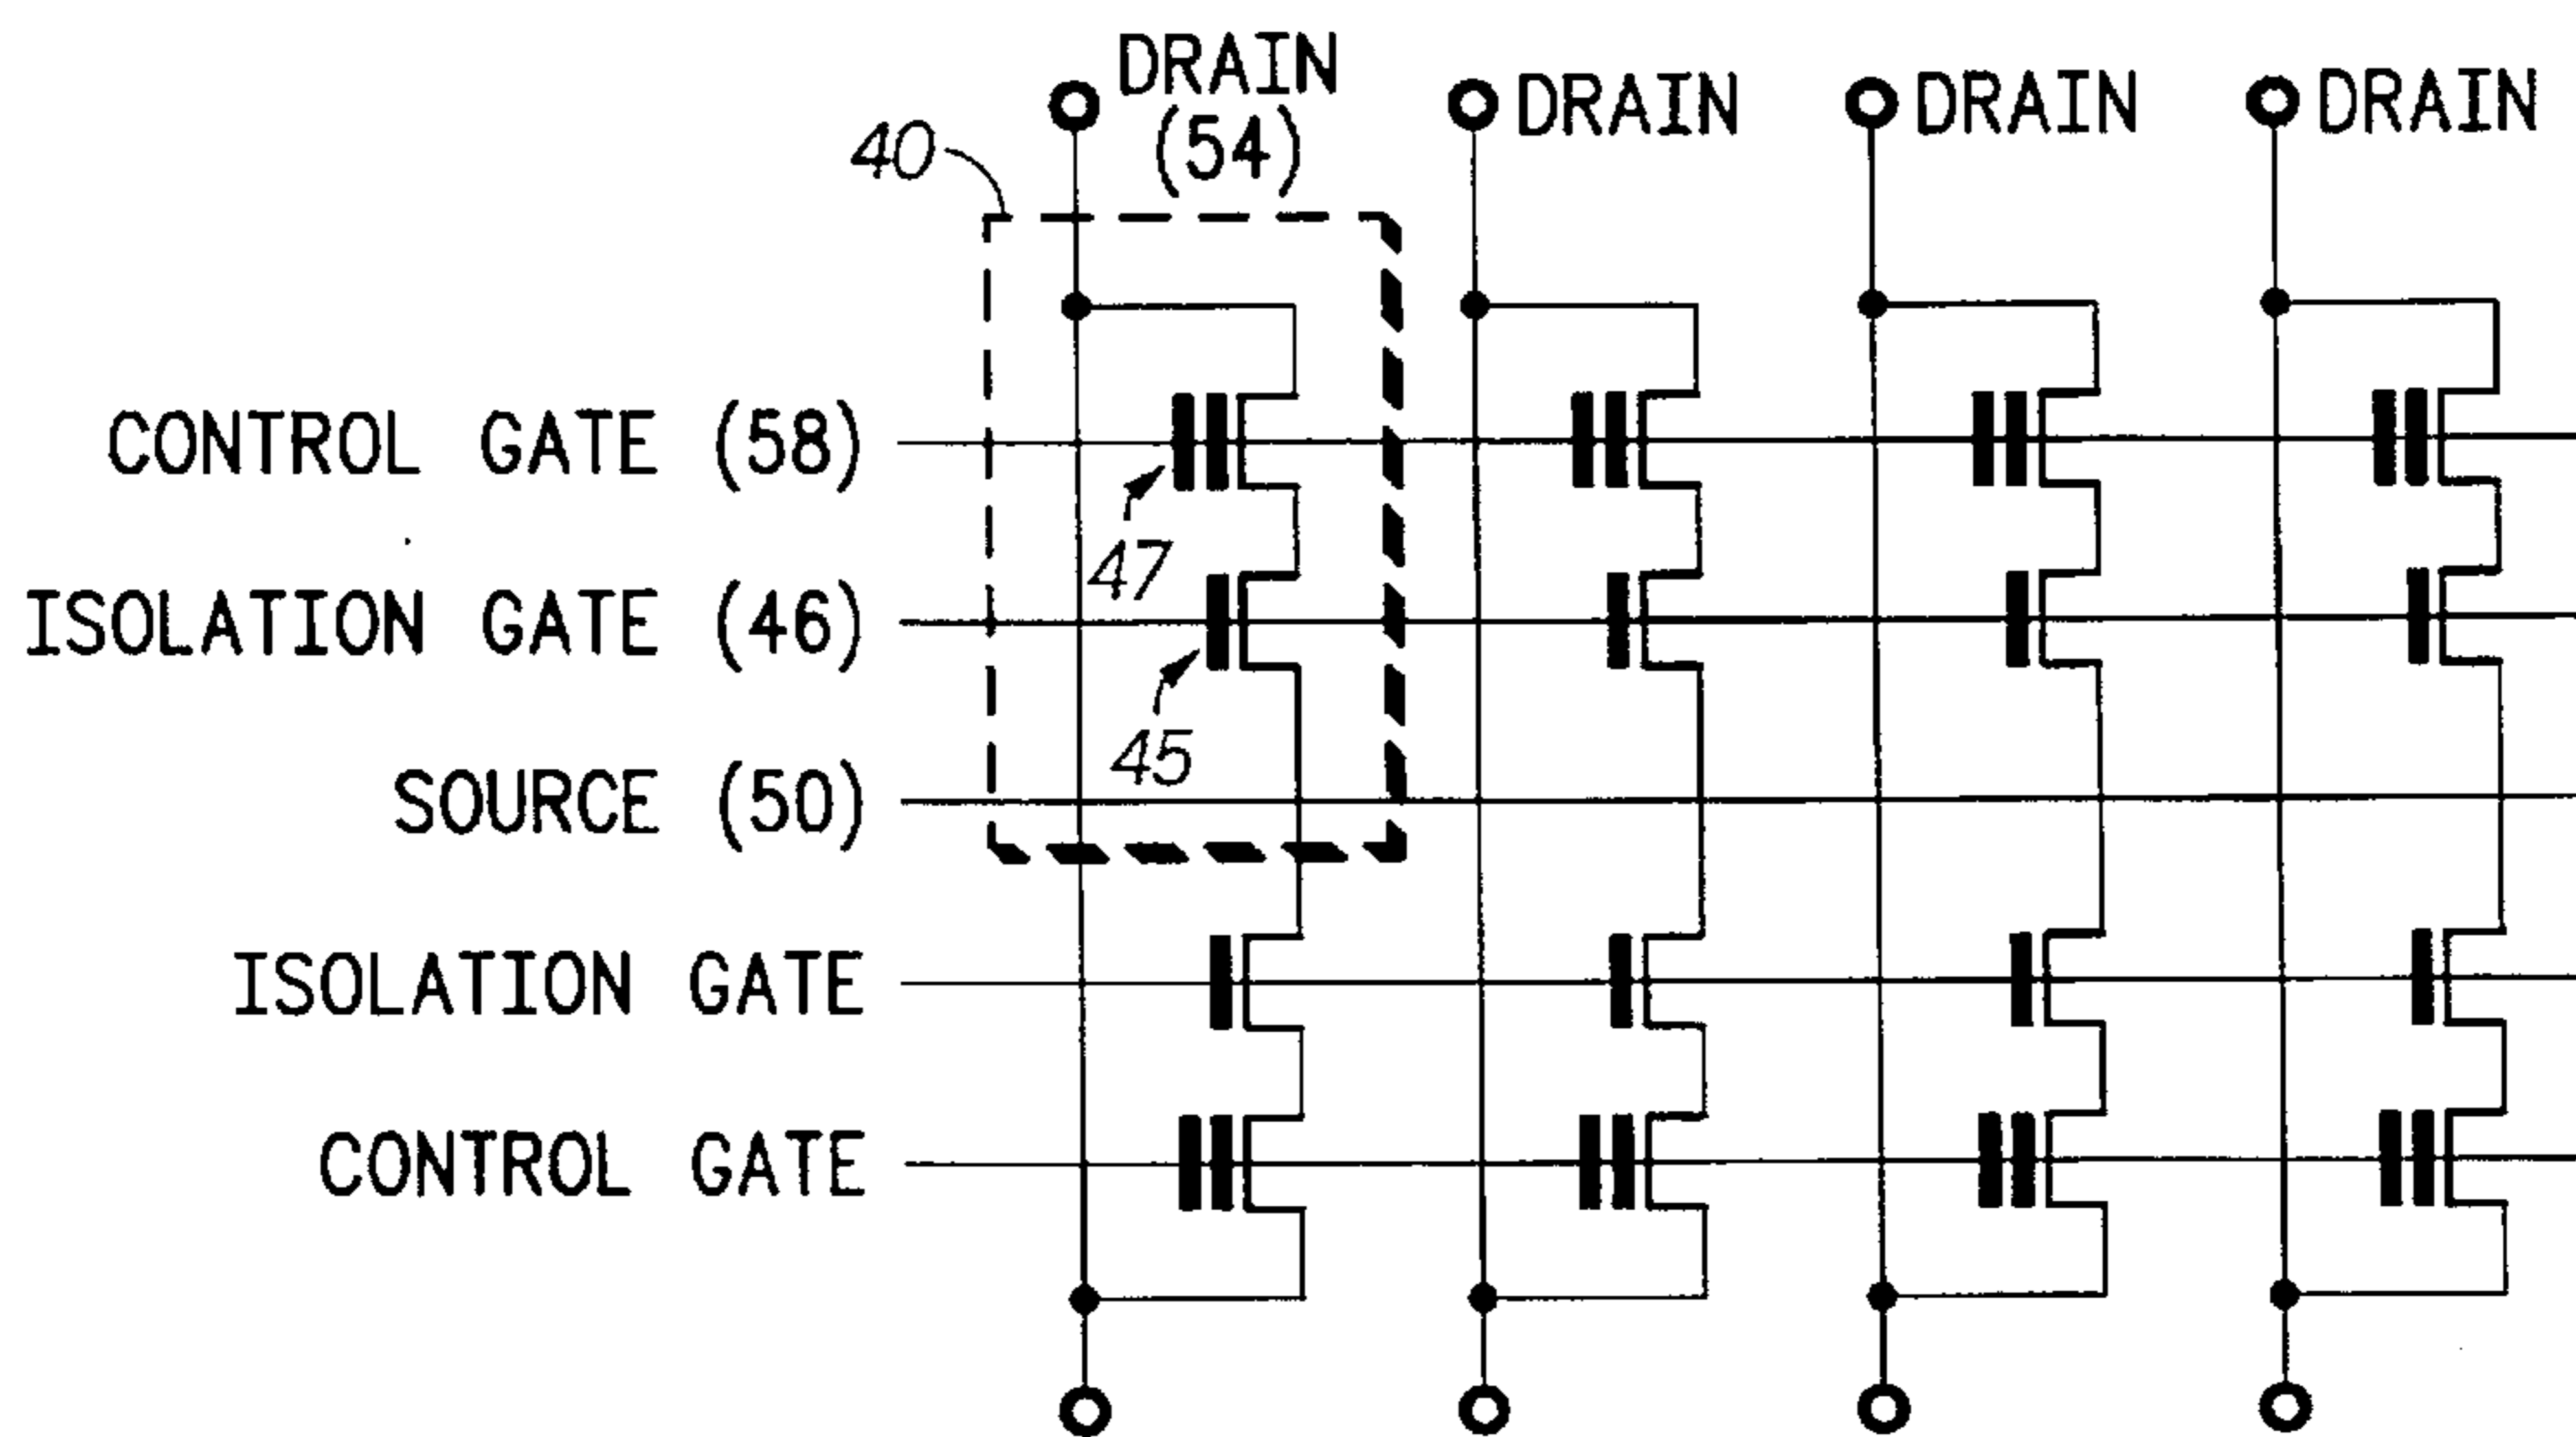 DRAIN
(54)
DRAIN
DRAIN
DRAIN
40
CONTROL GATE (58)
47
ISOLATION GATE (46)
45
SOURCE (50)
ISOLATION GATE
CONTROL GATE